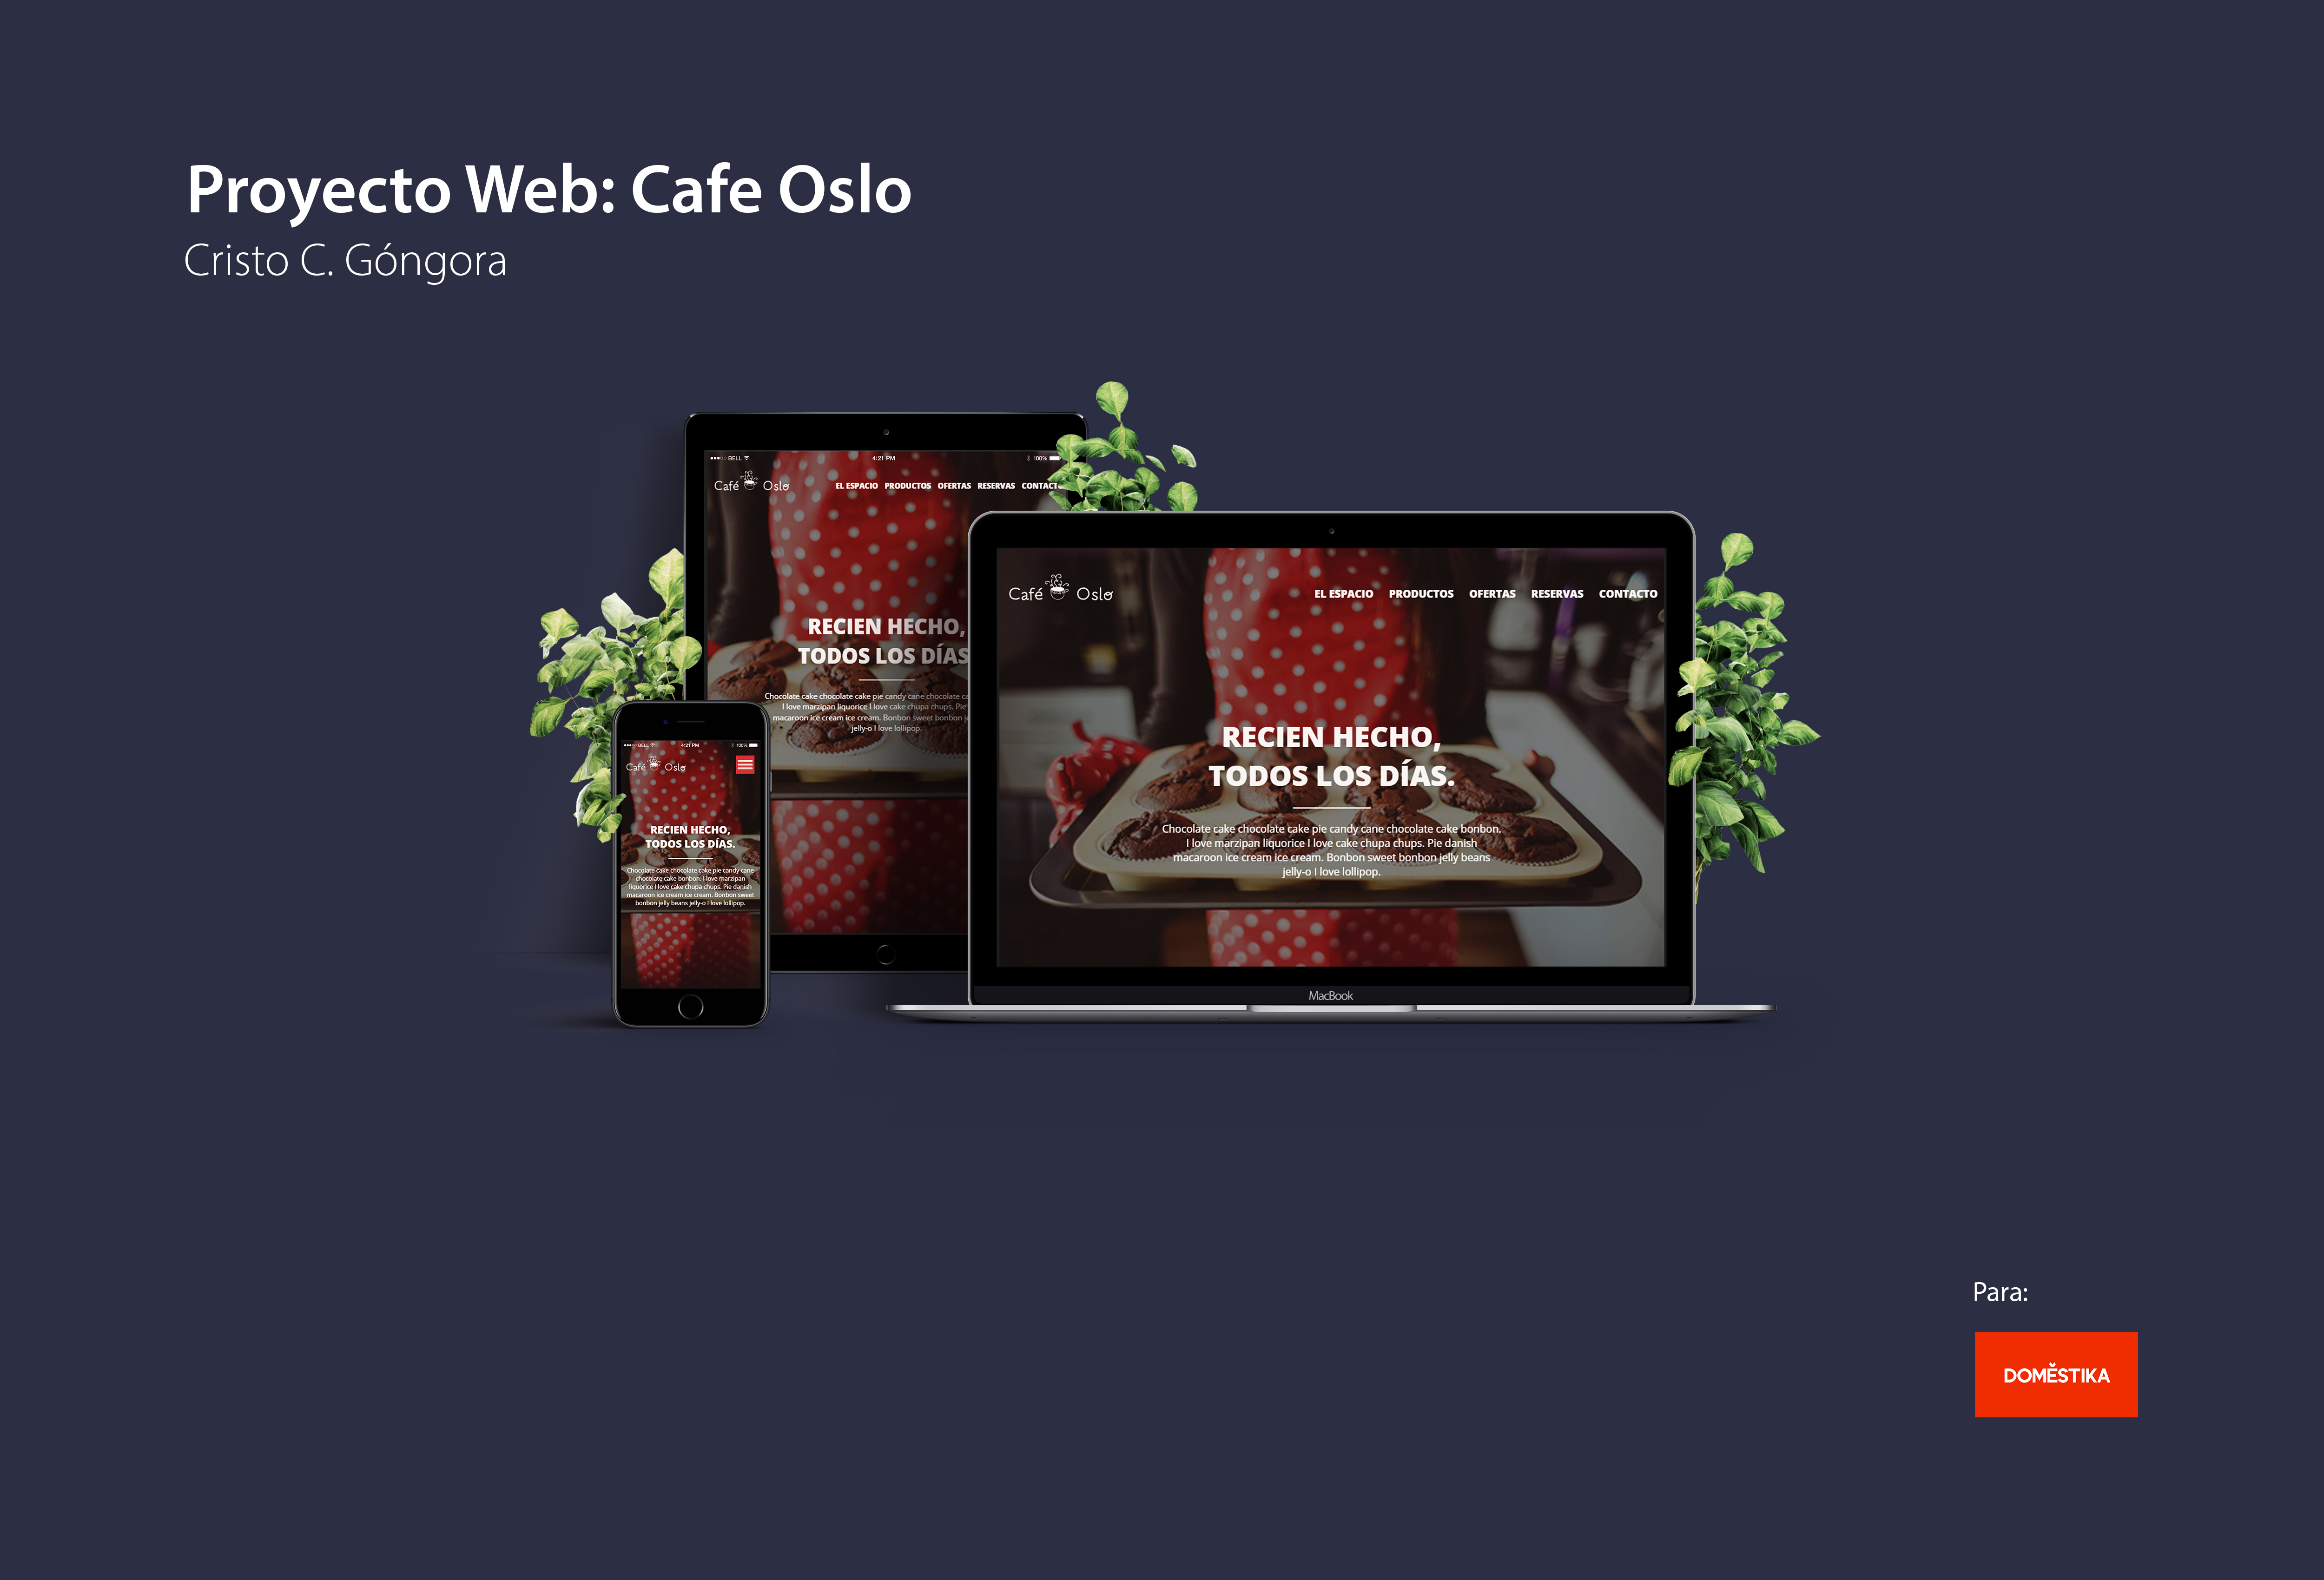 Proyecto Web: Cafe Oslo
Cristo C. Góngora
BELL
4:21 PM
100%
Café Oslo
EL ESPACIO PRODUCTOS OFERTAS RESERVAS CONTACT
RECIEN HECHO,
TODOS LOS DÍAS
Chocolate cake chocolate cake pie candy cane chocolate
I love marzipan liquorice I love cake chupa chups. Pie
macaroon ice cream ice cream. Bonbon sweet bonbon
jelly-o I love lollipop.
BELL
4:21 PM
100%
Café Oslo
RECIEN HECHO,
TODOS LOS DÍAS.
Chocolate cake chocolate cake pie candy cane
chocolate cake bonbon. I love marzipan
liquorice I love cake chupa chups. Pie danish
macaroon ice cream ice cream. Bonbon sweet
bonbon jelly beans jelly-o I love lollipop.
Café Oslo
EL ESPACIO PRODUCTOS OFERTAS RESERVAS CONTACTO
RECIEN HECHO,
TODOS LOS DÍAS.
Chocolate cake chocolate cake pie candy cane chocolate cake bonbon.
I love marzipan liquorice I love cake chupa chups. Pie danish
macaroon ice cream ice cream. Bonbon sweet bonbon jelly beans
jelly-o I love lollipop.
MacBook
Para:
DOMĚSTIKA